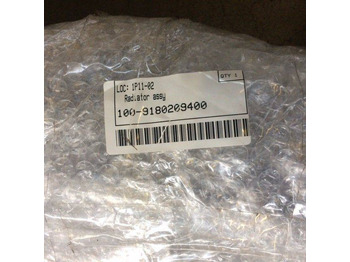 LOC: 1P11-02
QTY 1
Radiator assy
100-9180209400